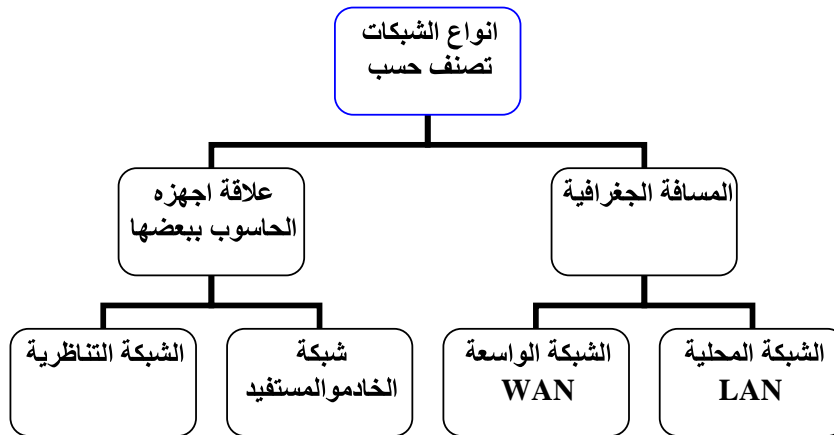 انواع الشبكات
تصنف حسب
المسافة الجغرافية
علاقة اجهزه
الحاسوب ببعضها
الشبكة المحلية
LAN
الشبكة الواسعة
WAN
شبكة
الخادموالمستفيد
الشبكة التناظرية